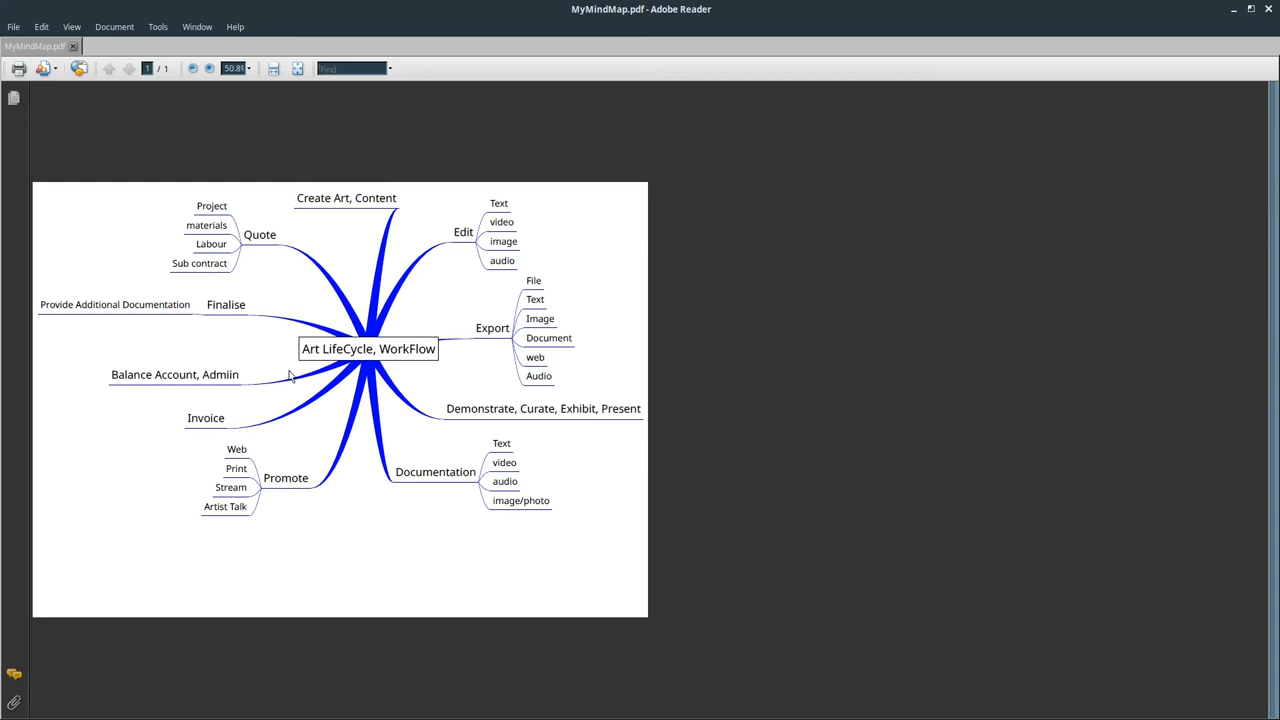 MyMindMap.pdf - Adobe Reader
File Edit View Document Tools Window Help
MyMindMap.pdf
1 / 1 50.8% Find
Create Art, Content
Project
materials
Labour
Sub contract
Quote
Edit
Text
video
image
audio
Provide Additional Documentation
Finalise
Export
File
Text
Image
Document
web
Audio
Art LifeCycle, WorkFlow
Balance Account, Admiin
Invoice
Demonstrate, Curate, Exhibit, Present
Web
Print
Stream
Artist Talk
Promote
Documentation
Text
video
audio
image/photo